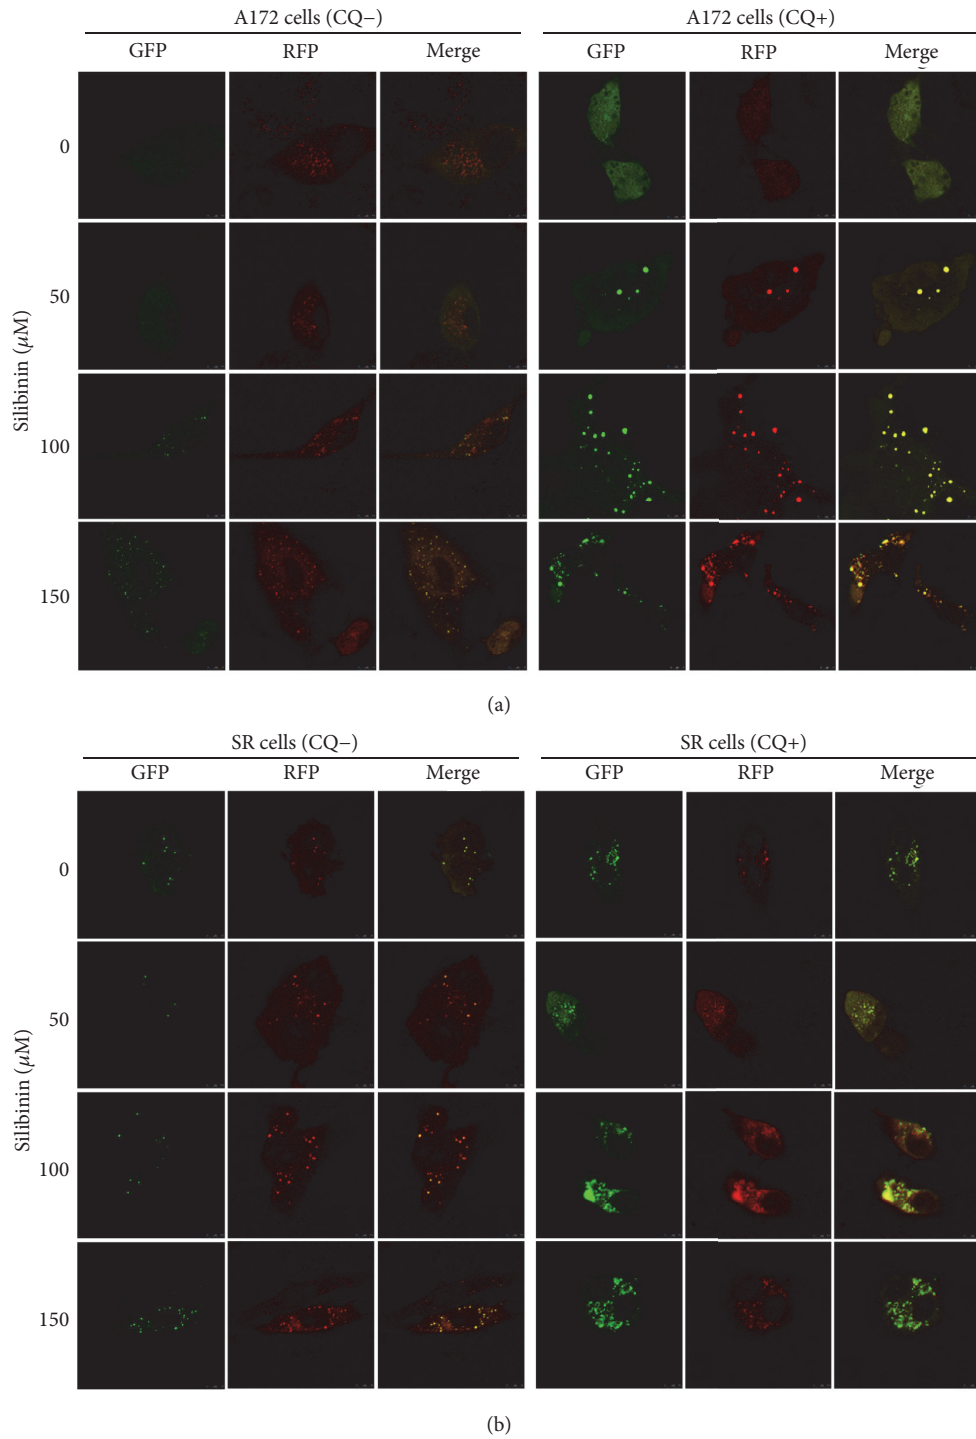 A172 cells (CQ−) A172 cells (CQ+)
GFP RFP Merge GFP RFP Merge
0
50
100
150
Silibinin (μM)
(a)
SR cells (CQ−) SR cells (CQ+)
GFP RFP Merge GFP RFP Merge
0
50
100
150
Silibinin (μM)
(b)